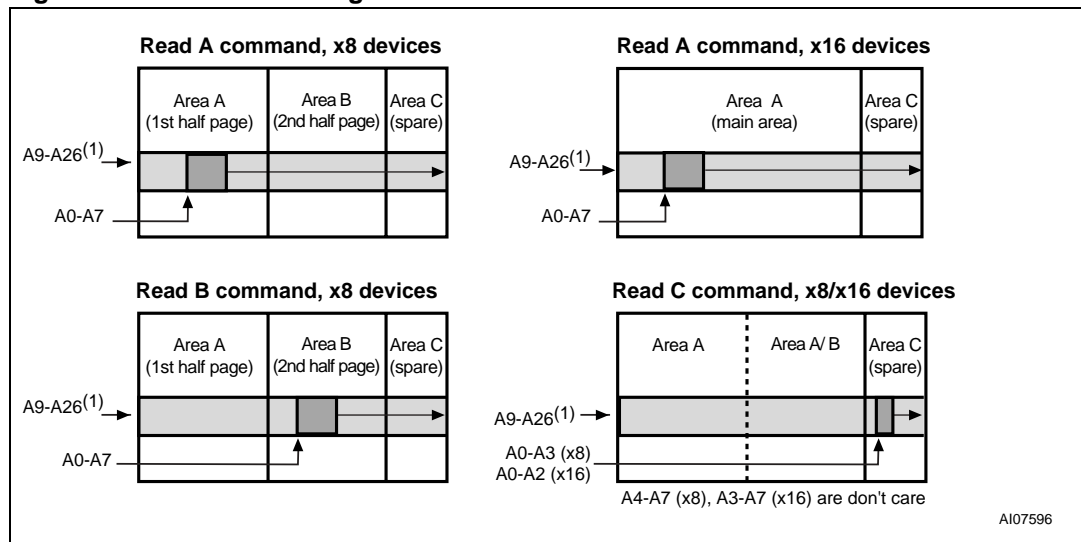 Read A command, x8 devices
Area A
(1st half page)
Area B
(2nd half page)
Area C
(spare)
A9-A26(1)
A0-A7
Read A command, x16 devices
Area A
(main area)
Area C
(spare)
A9-A26(1)
A0-A7
Read B command, x8 devices
Area A
(1st half page)
Area B
(2nd half page)
Area C
(spare)
A9-A26(1)
A0-A7
Read C command, x8/x16 devices
Area A
Area A/ B
Area C
(spare)
A9-A26(1)
A0-A3 (x8)
A0-A2 (x16)
A4-A7 (x8), A3-A7 (x16) are don't care
AI07596